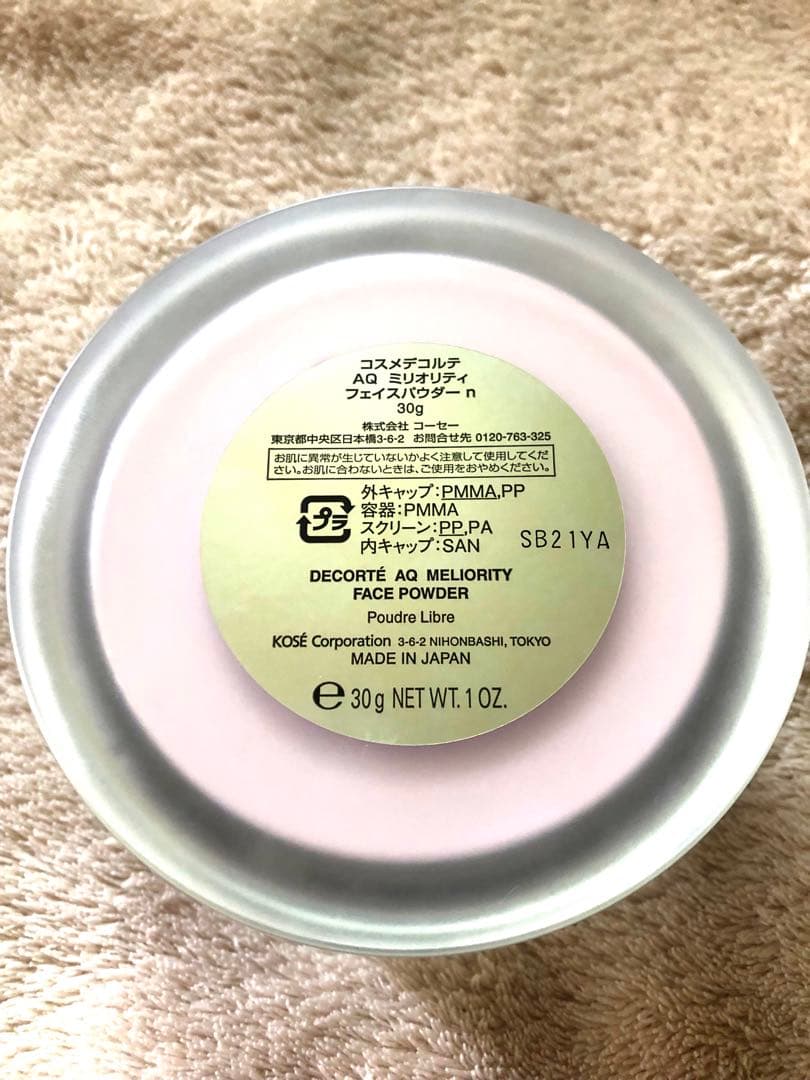 コスメデコルテ
AQ ミリオリティ
フェイスパウダー n
30g
株式会社 コーセー
東京都中央区日本橋3-6-2 お問合せ先 0120-763-325
お肌に異常が生じていないかよく注意して使用してくだ
さい。お肌に合わないときは、ご使用をおやめください。
プラ
外キャップ:PMMA,PP
容器:PMMA
スクリーン:PP,PA
内キャップ:SAN
SB21YA
DECORTÉ AQ MELIORITY
FACE POWDER
Poudre Libre
KOSÉ Corporation 3-6-2 NIHONBASHI, TOKYO
MADE IN JAPAN
℮ 30g NET WT. 1 OZ.